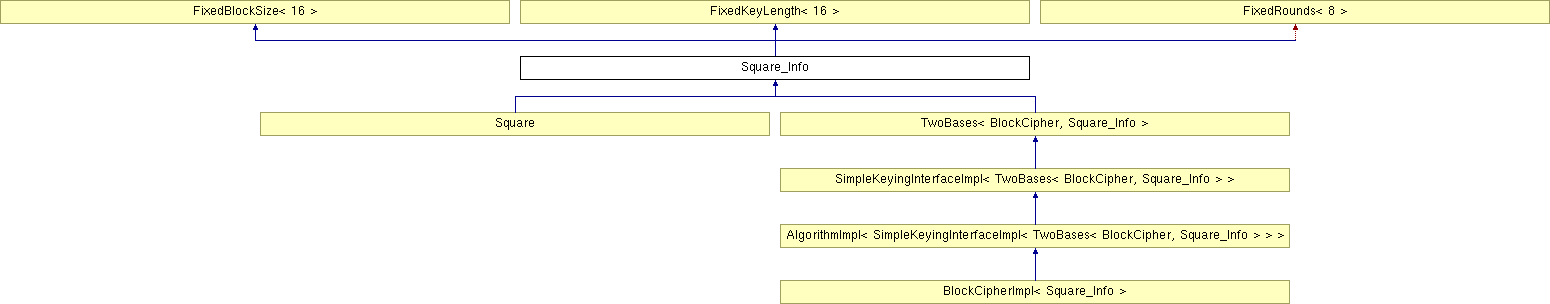 FixedBlockSize< 16 >
FixedKeyLength< 16 >
FixedRounds< 8 >
Square_Info
Square
TwoBases< BlockCipher, Square_Info >
SimpleKeyingInterfaceImpl< TwoBases< BlockCipher, Square_Info > >
AlgorithmImpl< SimpleKeyingInterfaceImpl< TwoBases< BlockCipher, Square_Info > > >
BlockCipherImpl< Square_Info >